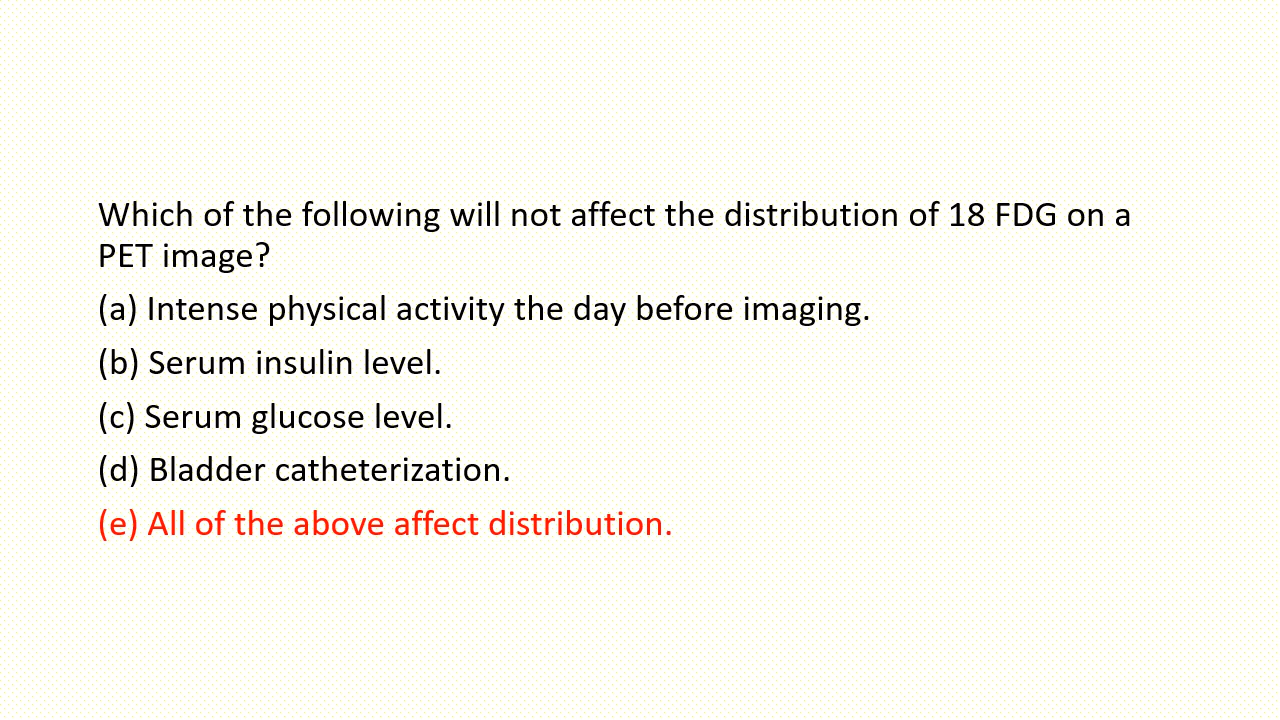 Which of the following will not affect the distribution of 18 FDG on a
PET image?
(a) Intense physical activity the day before imaging.
(b) Serum insulin level.
(c) Serum glucose level.
(d) Bladder catheterization.
(e) All of the above affect distribution.